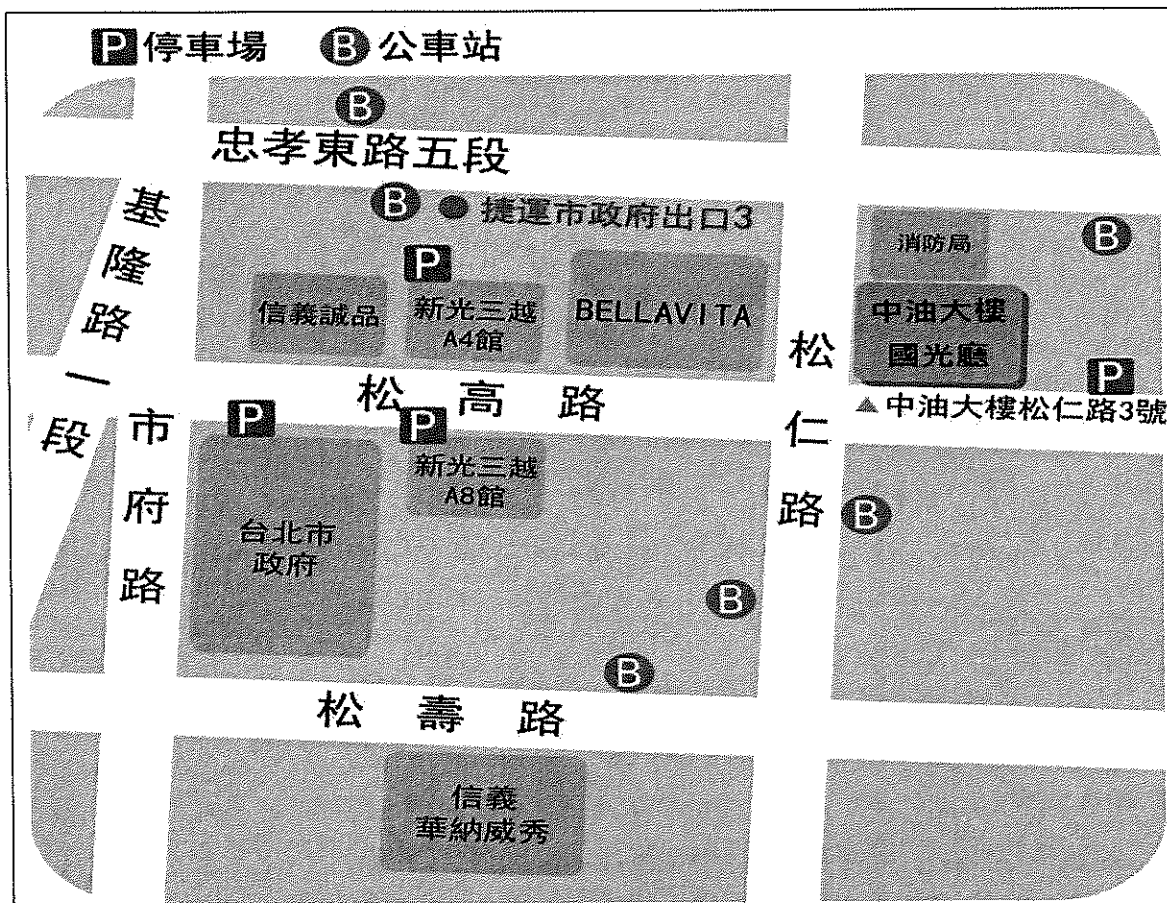 P 停車場 B 公車站
B
忠孝東路五段
基隆路一段
B 捷運市政府出口3
消防局
B
P
信義誠品
新光三越
A4館
BELLAVITA
中油大樓
國光廳
P
松仁路
松高路
▲中油大樓松仁路3號
市府路
P
P
新光三越
A8館
台北市
政府
B
B
B
松壽路
信義
華納威秀